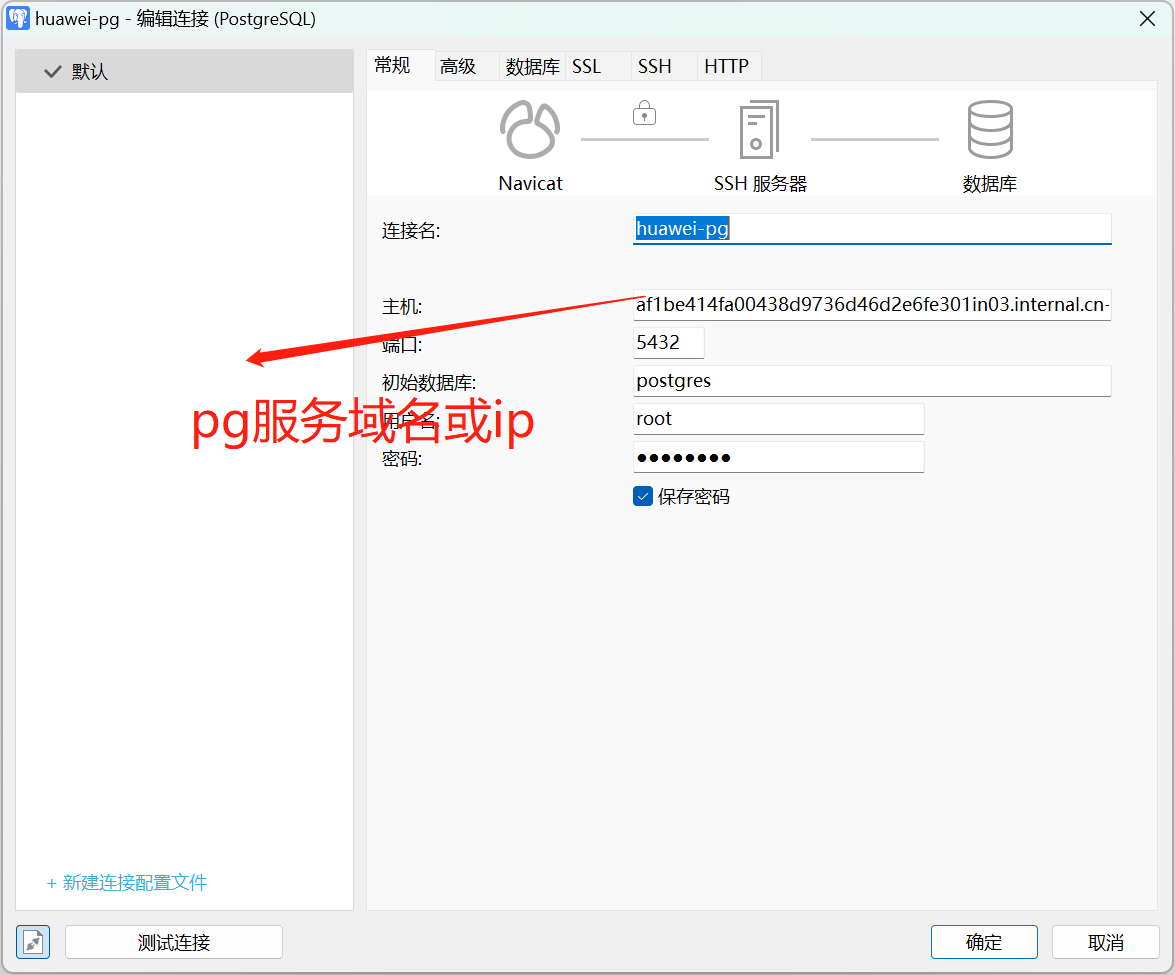 huawei-pg - 编辑连接 (PostgreSQL)
默认
常规 高级 数据库 SSL SSH HTTP
Navicat SSH 服务器 数据库
连接名: huawei-pg
主机: af1be414fa00438d9736d46d2e6fe301in03.internal.cn-
端口: 5432
初始数据库: postgres
pg服务域名或ip
用户名: root
密码: ●●●●●●●●
保存密码
+ 新建连接配置文件
测试连接 确定 取消